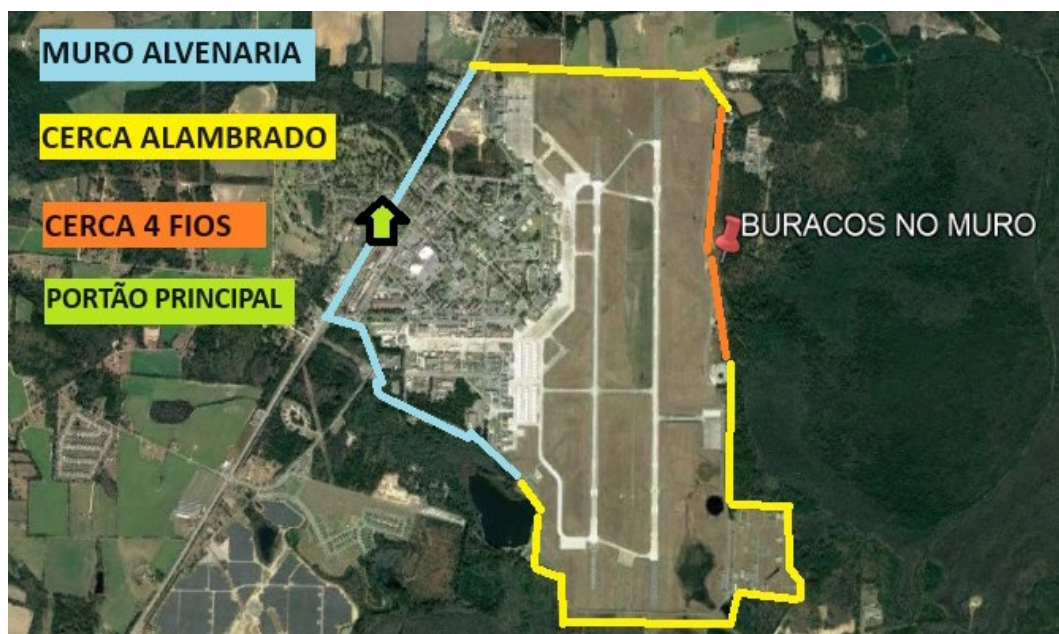 MURO ALVENARIA
CERCA ALAMBRADO
CERCA 4 FIOS
BURACOS NO MURO
PORTÃO PRINCIPAL